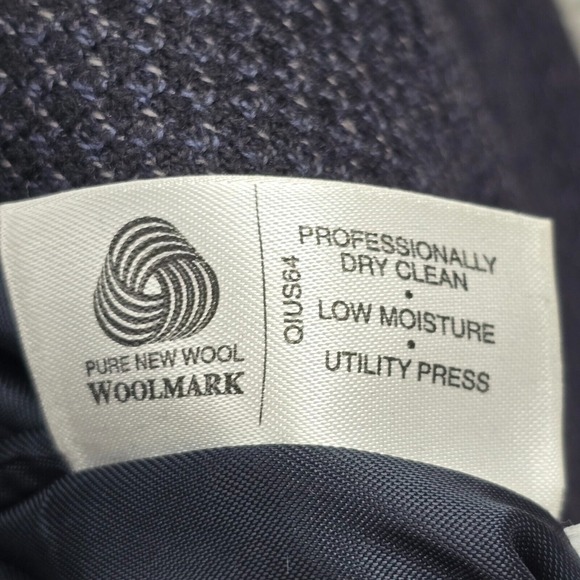 PURE NEW WOOL
WOOLMARK
QIUS64
PROFESSIONALLY
DRY CLEAN
•
LOW MOISTURE
•
UTILITY PRESS